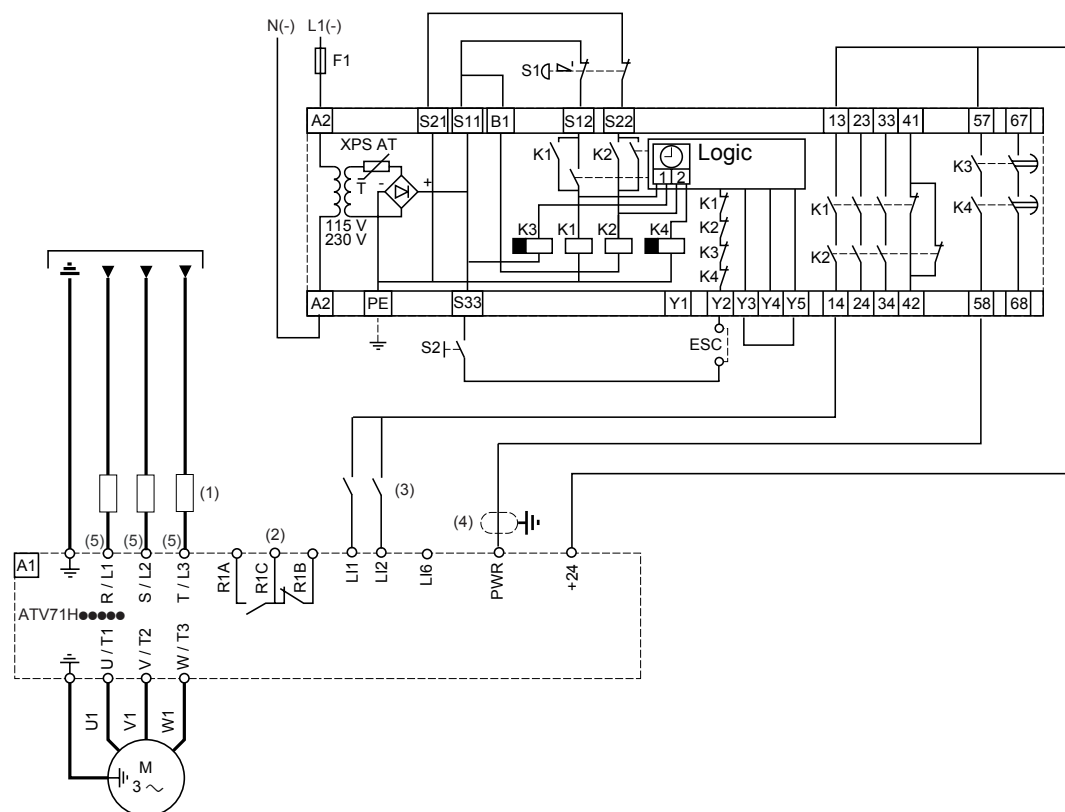 N(-) L1(-)
F1
S1
A2 S21 S11 B1 S12 S22 13 23 33 41 57 67
XPS AT
T
-
+
115 V
230 V
K1 K2
Logic
1 2
K3 K1 K2 K4
K1
K2
K3
K4
K1
K2
K3
K4
A2 PE S33 Y1 Y2 Y3 Y4 Y5 14 24 34 42 58 68
S2
ESC
(1)
(3)
(4)
(5) (5) (5)
(2)
A1
R / L1
S / L2
T / L3
R1A
R1C
R1B
LI1
LI2
LI6
PWR
+24
ATV71H●●●●●
U / T1
V / T2
W / T3
U1
V1
W1
M
3 ~